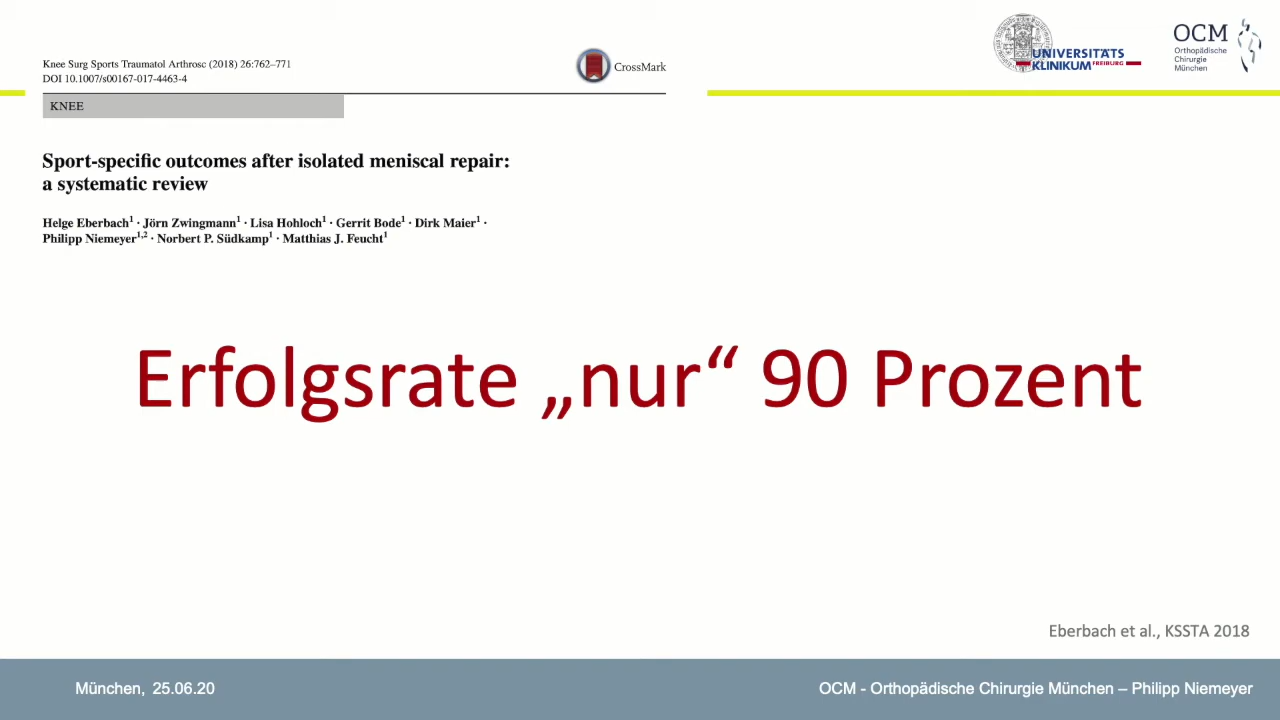 Knee Surg Sports Traumatol Arthrosc (2018) 26:762–771
DOI 10.1007/s00167-017-4463-4
CrossMark
UNIVERSITÄTS
KLINIKUM FREIBURG
OCM
Orthopädische
Chirurgie
München
KNEE
Sport-specific outcomes after isolated meniscal repair:
a systematic review
Helge Eberbach1 · Jörn Zwingmann1 · Lisa Hohloch1 · Gerrit Bode1 · Dirk Maier1 ·
Philipp Niemeyer1,2 · Norbert P. Südkamp1 · Matthias J. Feucht1
Erfolgsrate „nur“ 90 Prozent
Eberbach et al., KSSTA 2018
München, 25.06.20
OCM - Orthopädische Chirurgie München – Philipp Niemeyer